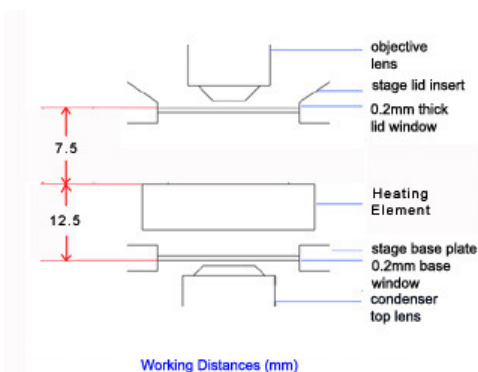 objective
lens
stage lid insert
0.2mm thick
lid window
7.5
12.5
Heating
Element
stage base plate
0.2mm base
window
condenser
top lens
Working Distances (mm)